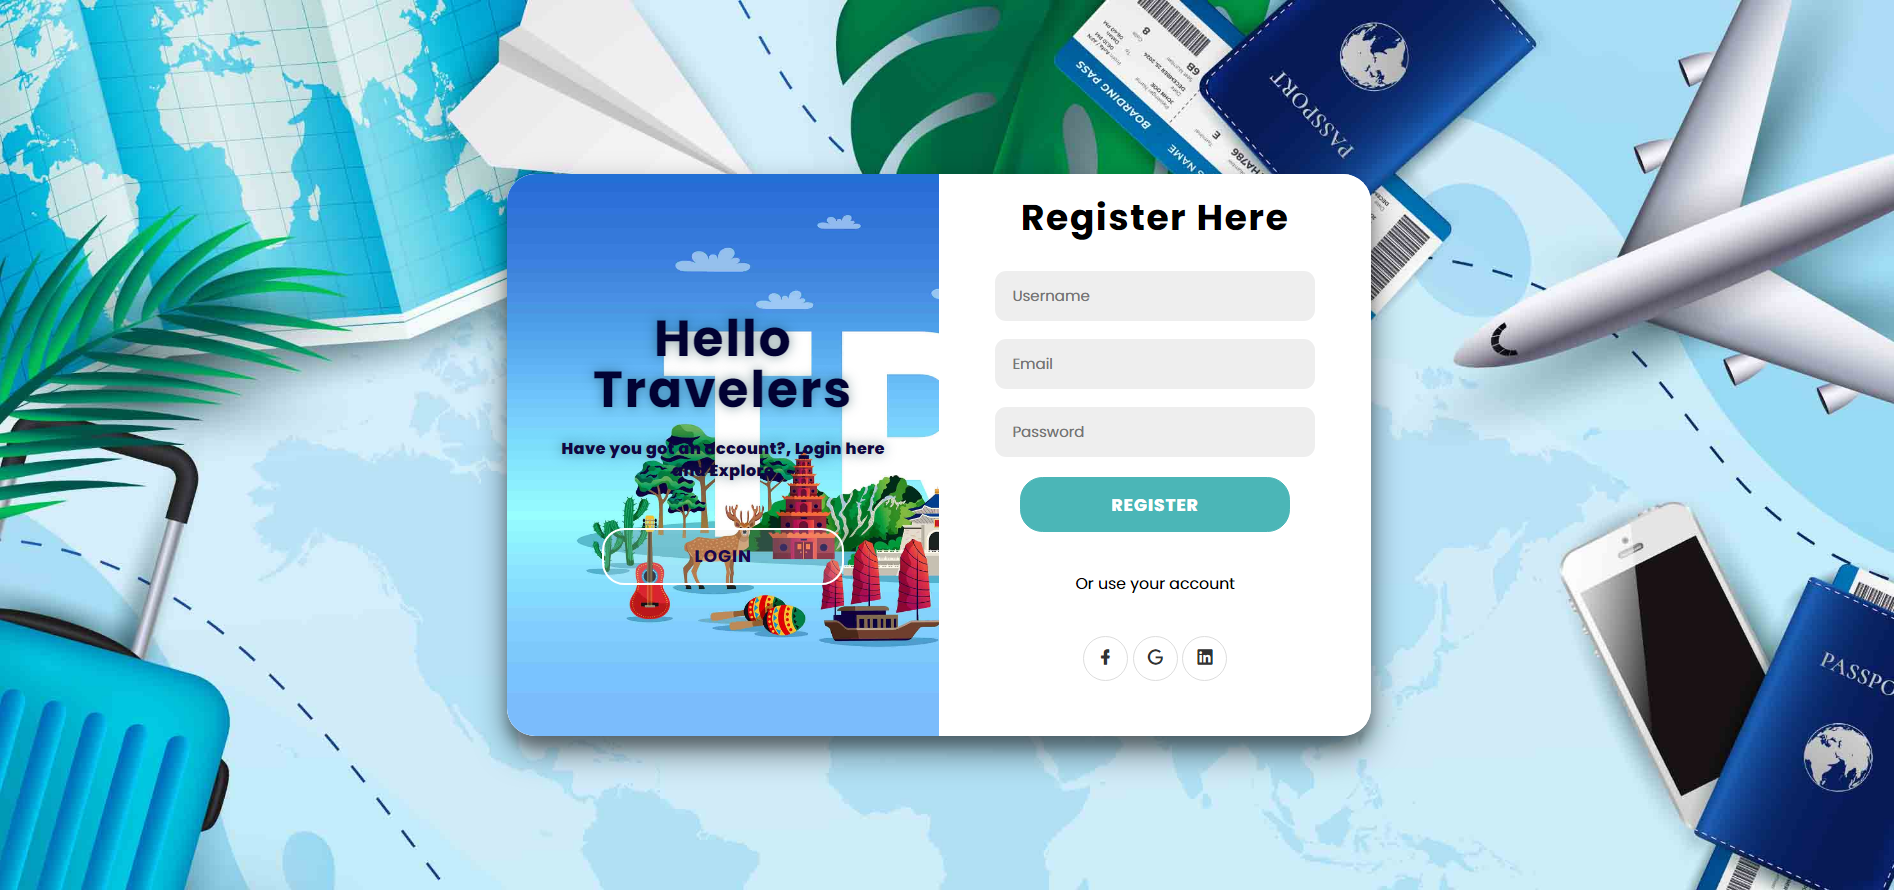 BOARDING PASS
PASSPORT
Hello
Travelers
Have you got an account?, Login here
and Explore
LOGIN
Register Here
Username
Email
Password
REGISTER
Or use your account
PASSPO